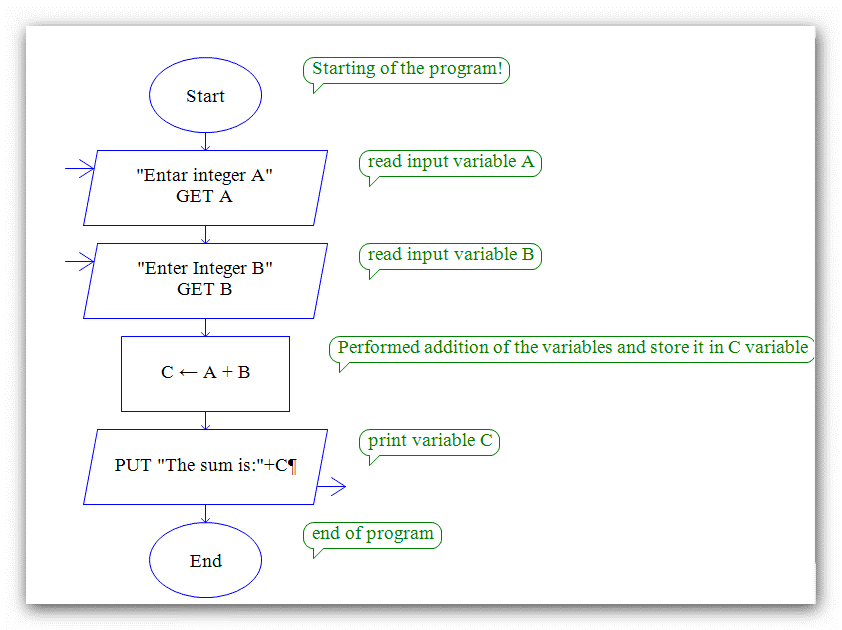 Start
Starting of the program!
"Entar integer A"
GET A
read input variable A
"Enter Integer B"
GET B
read input variable B
C ← A + B
Performed addition of the variables and store it in C variable
PUT "The sum is:"+C¶
print variable C
End
end of program